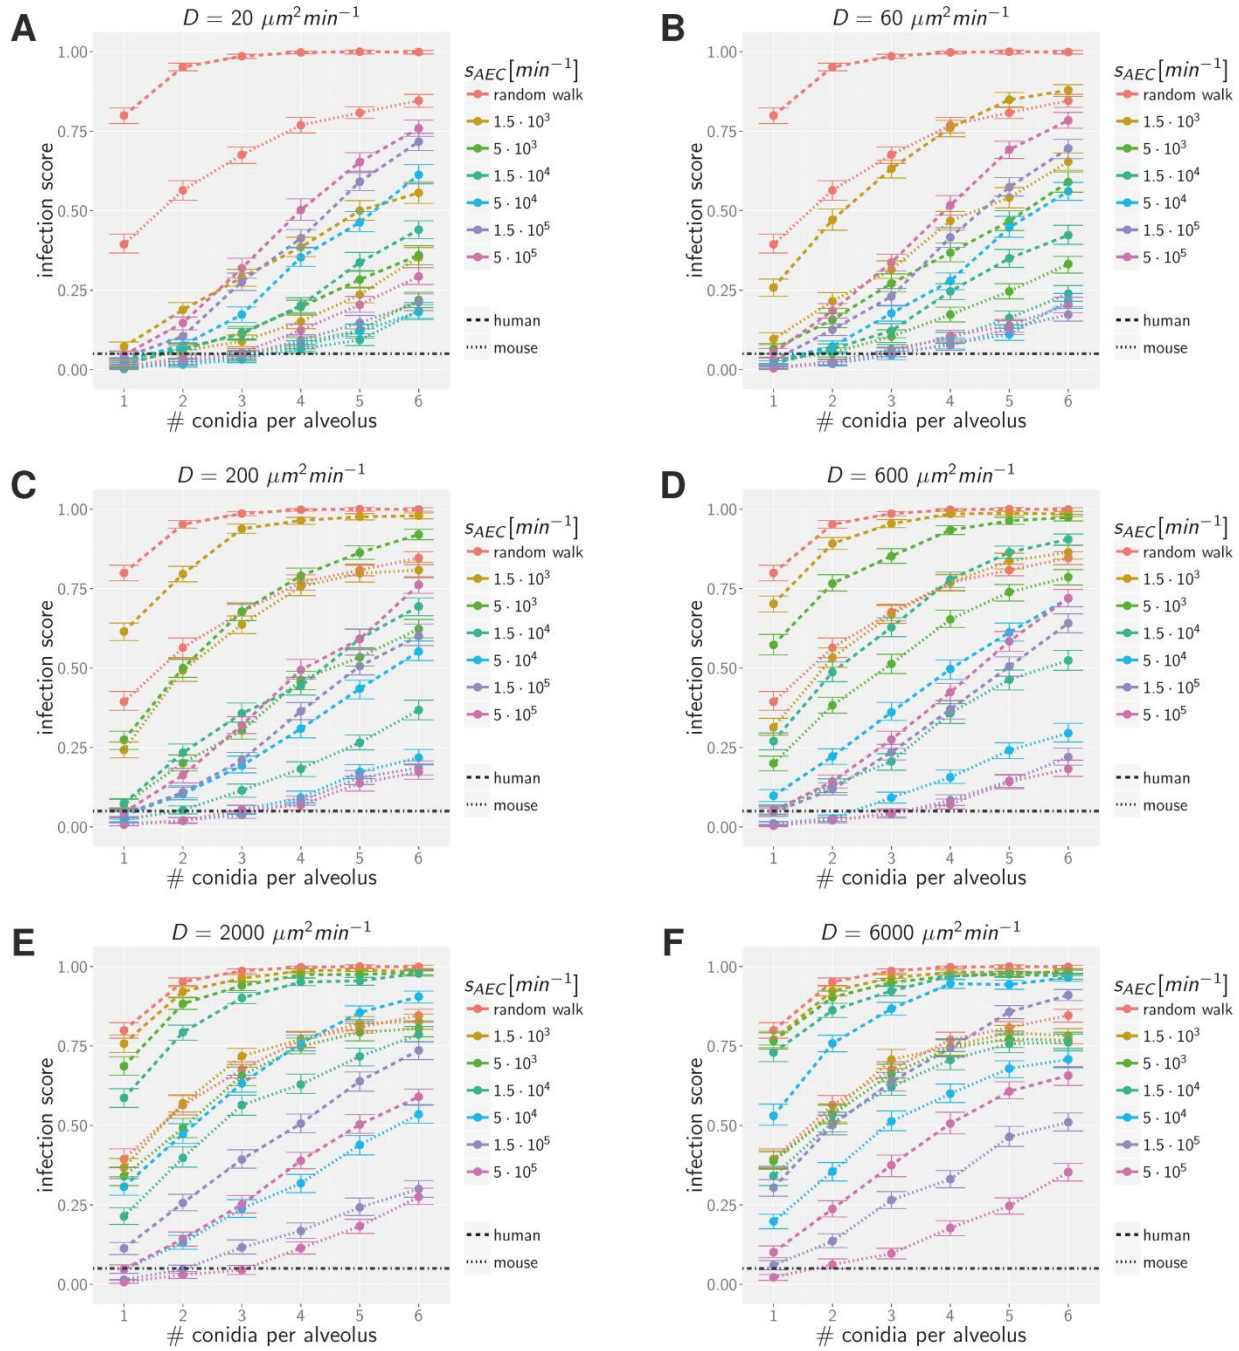 A
D = 20 μm²min⁻¹
1.00
0.75
0.50
0.25
0.00
infection score
1 2 3 4 5 6
# conidia per alveolus
s_AEC [min⁻¹]
random walk
1.5 · 10³
5 · 10³
1.5 · 10⁴
5 · 10⁴
1.5 · 10⁵
5 · 10⁵
human
mouse
B
D = 60 μm²min⁻¹
1.00
0.75
0.50
0.25
0.00
infection score
1 2 3 4 5 6
# conidia per alveolus
s_AEC [min⁻¹]
random walk
1.5 · 10³
5 · 10³
1.5 · 10⁴
5 · 10⁴
1.5 · 10⁵
5 · 10⁵
human
mouse
C
D = 200 μm²min⁻¹
1.00
0.75
0.50
0.25
0.00
infection score
1 2 3 4 5 6
# conidia per alveolus
s_AEC [min⁻¹]
random walk
1.5 · 10³
5 · 10³
1.5 · 10⁴
5 · 10⁴
1.5 · 10⁵
5 · 10⁵
human
mouse
D
D = 600 μm²min⁻¹
1.00
0.75
0.50
0.25
0.00
infection score
1 2 3 4 5 6
# conidia per alveolus
s_AEC [min⁻¹]
random walk
1.5 · 10³
5 · 10³
1.5 · 10⁴
5 · 10⁴
1.5 · 10⁵
5 · 10⁵
human
mouse
E
D = 2000 μm²min⁻¹
1.00
0.75
0.50
0.25
0.00
infection score
1 2 3 4 5 6
# conidia per alveolus
s_AEC [min⁻¹]
random walk
1.5 · 10³
5 · 10³
1.5 · 10⁴
5 · 10⁴
1.5 · 10⁵
5 · 10⁵
human
mouse
F
D = 6000 μm²min⁻¹
1.00
0.75
0.50
0.25
0.00
infection score
1 2 3 4 5 6
# conidia per alveolus
s_AEC [min⁻¹]
random walk
1.5 · 10³
5 · 10³
1.5 · 10⁴
5 · 10⁴
1.5 · 10⁵
5 · 10⁵
human
mouse